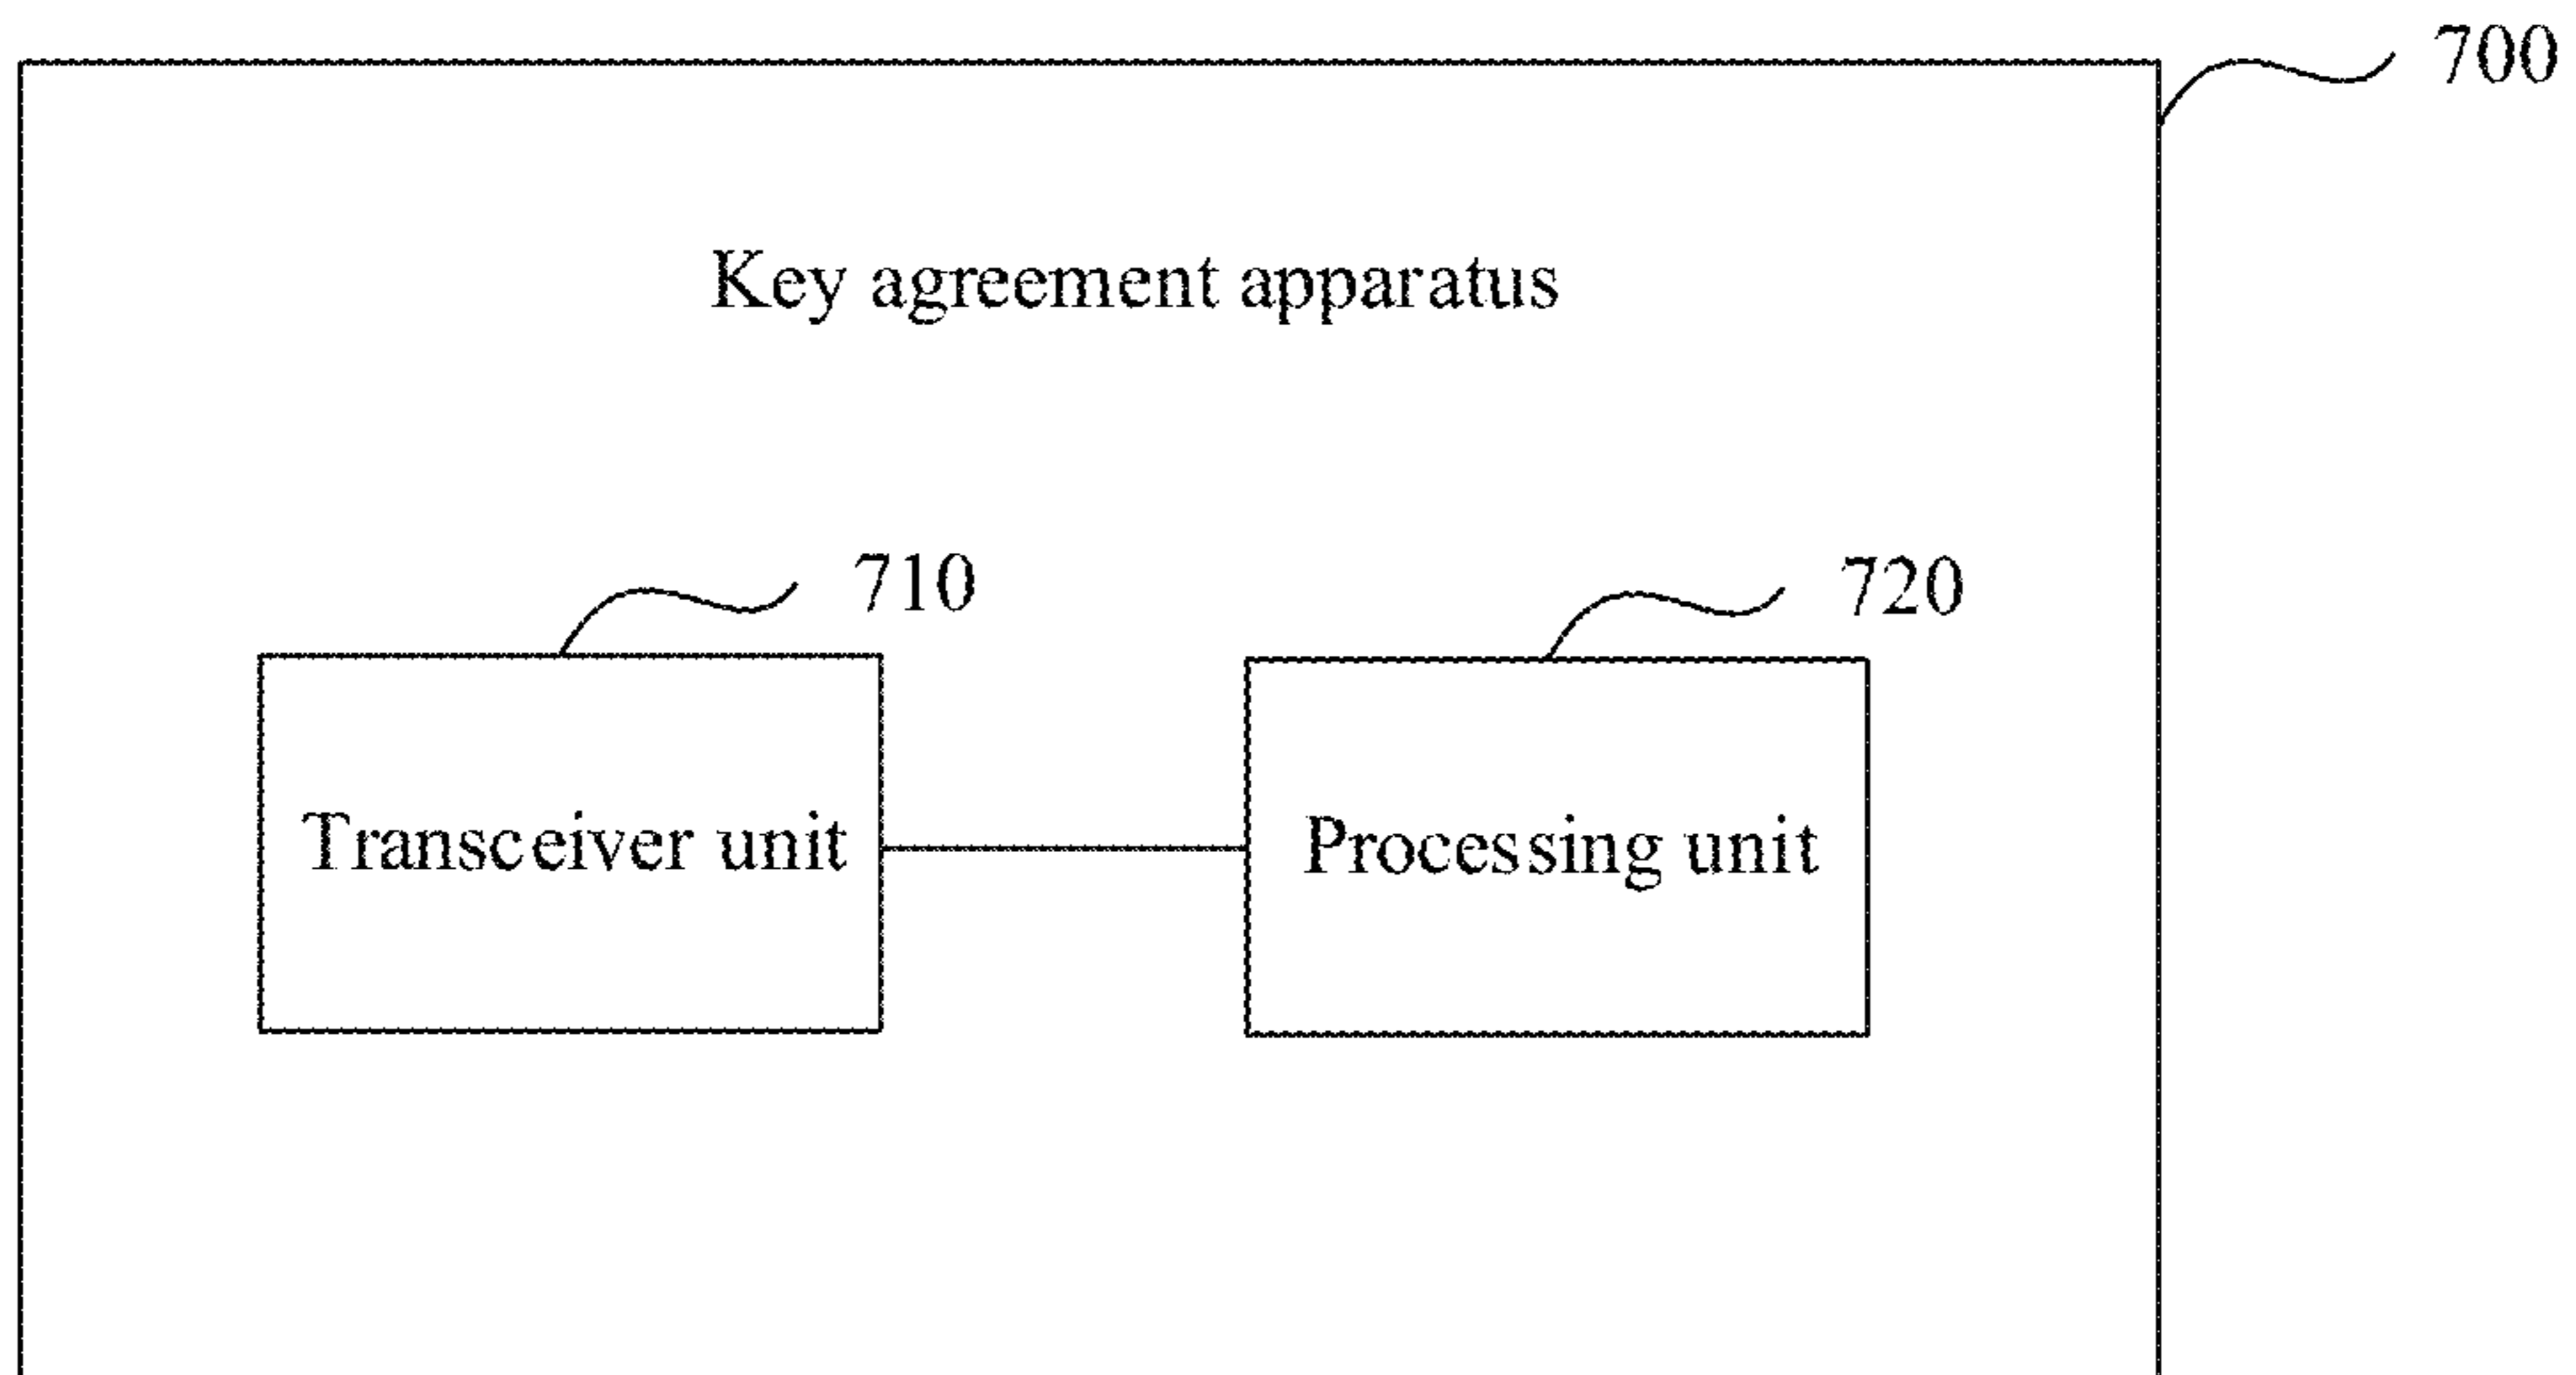 700
Key agreement apparatus
710
720
Transceiver unit
Processing unit